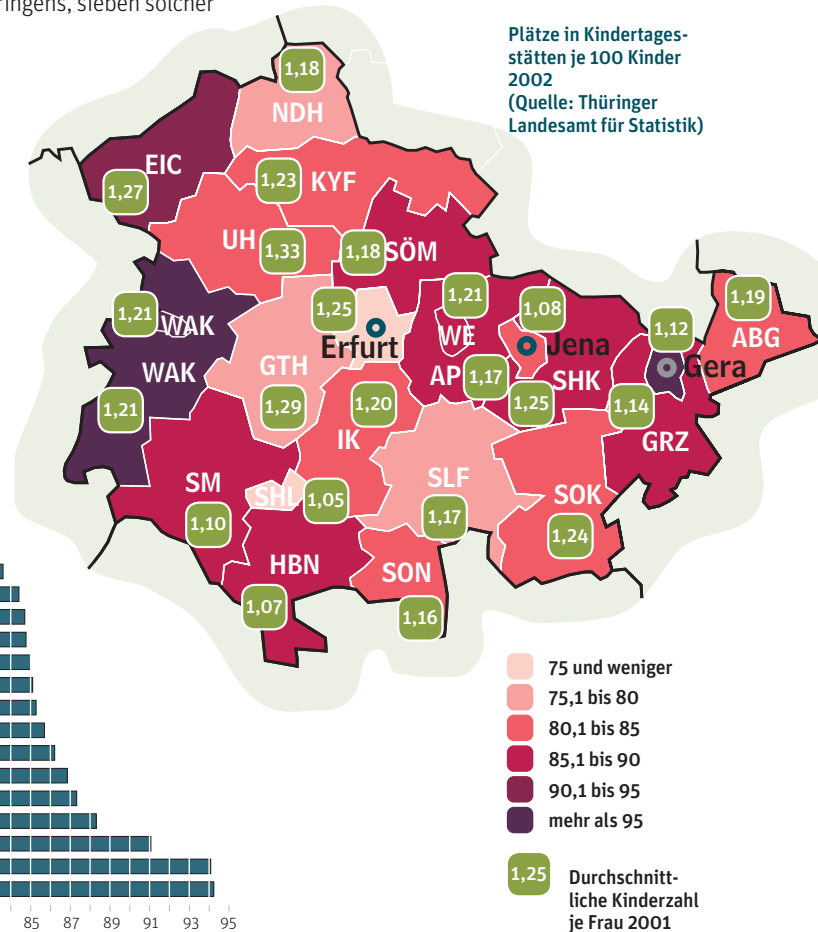 ringens, sieben solcher
Plätze in Kindertages-
stätten je 100 Kinder
2002
(Quelle: Thüringer
Landesamt für Statistik)
1,18
NDH
EIC
1,27
1,23
KYF
UH
1,33
1,18
SÖM
1,21
WAK
1,25
Erfurt
1,21
WE
1,08
Jena
1,12
Gera
1,19
ABG
WAK
1,21
GTH
1,29
AP
1,17
SHK
1,25
1,14
GRZ
1,20
IK
SM
1,10
SHL
1,05
SLF
1,17
SOK
1,24
HBN
1,07
SON
1,16
75 und weniger
75,1 bis 80
80,1 bis 85
85,1 bis 90
90,1 bis 95
mehr als 95
1,25
Durchschnitt-
liche Kinderzahl
je Frau 2001
85 87 89 91 93 95